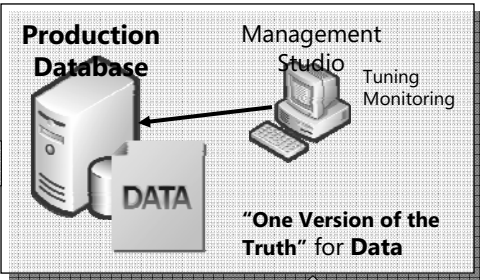 Production
Database
Management
Studio
Tuning
Monitoring
DATA
“One Version of the
Truth” for Data